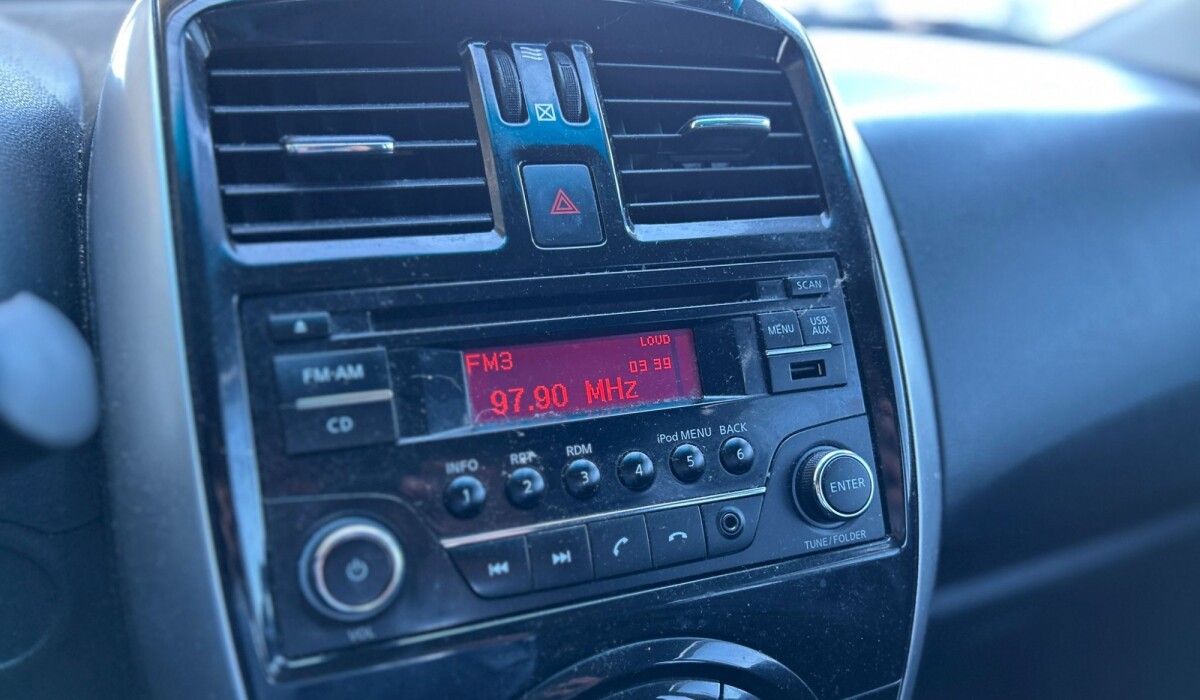 SCAN
MENU
USB
AUX
FM·AM
CD
LOUD
FM3
03 39
97.90 MHz
INFO
RPT
RDM
iPod MENU
BACK
1
2
3
4
5
6
ENTER
TUNE/FOLDER
VOL